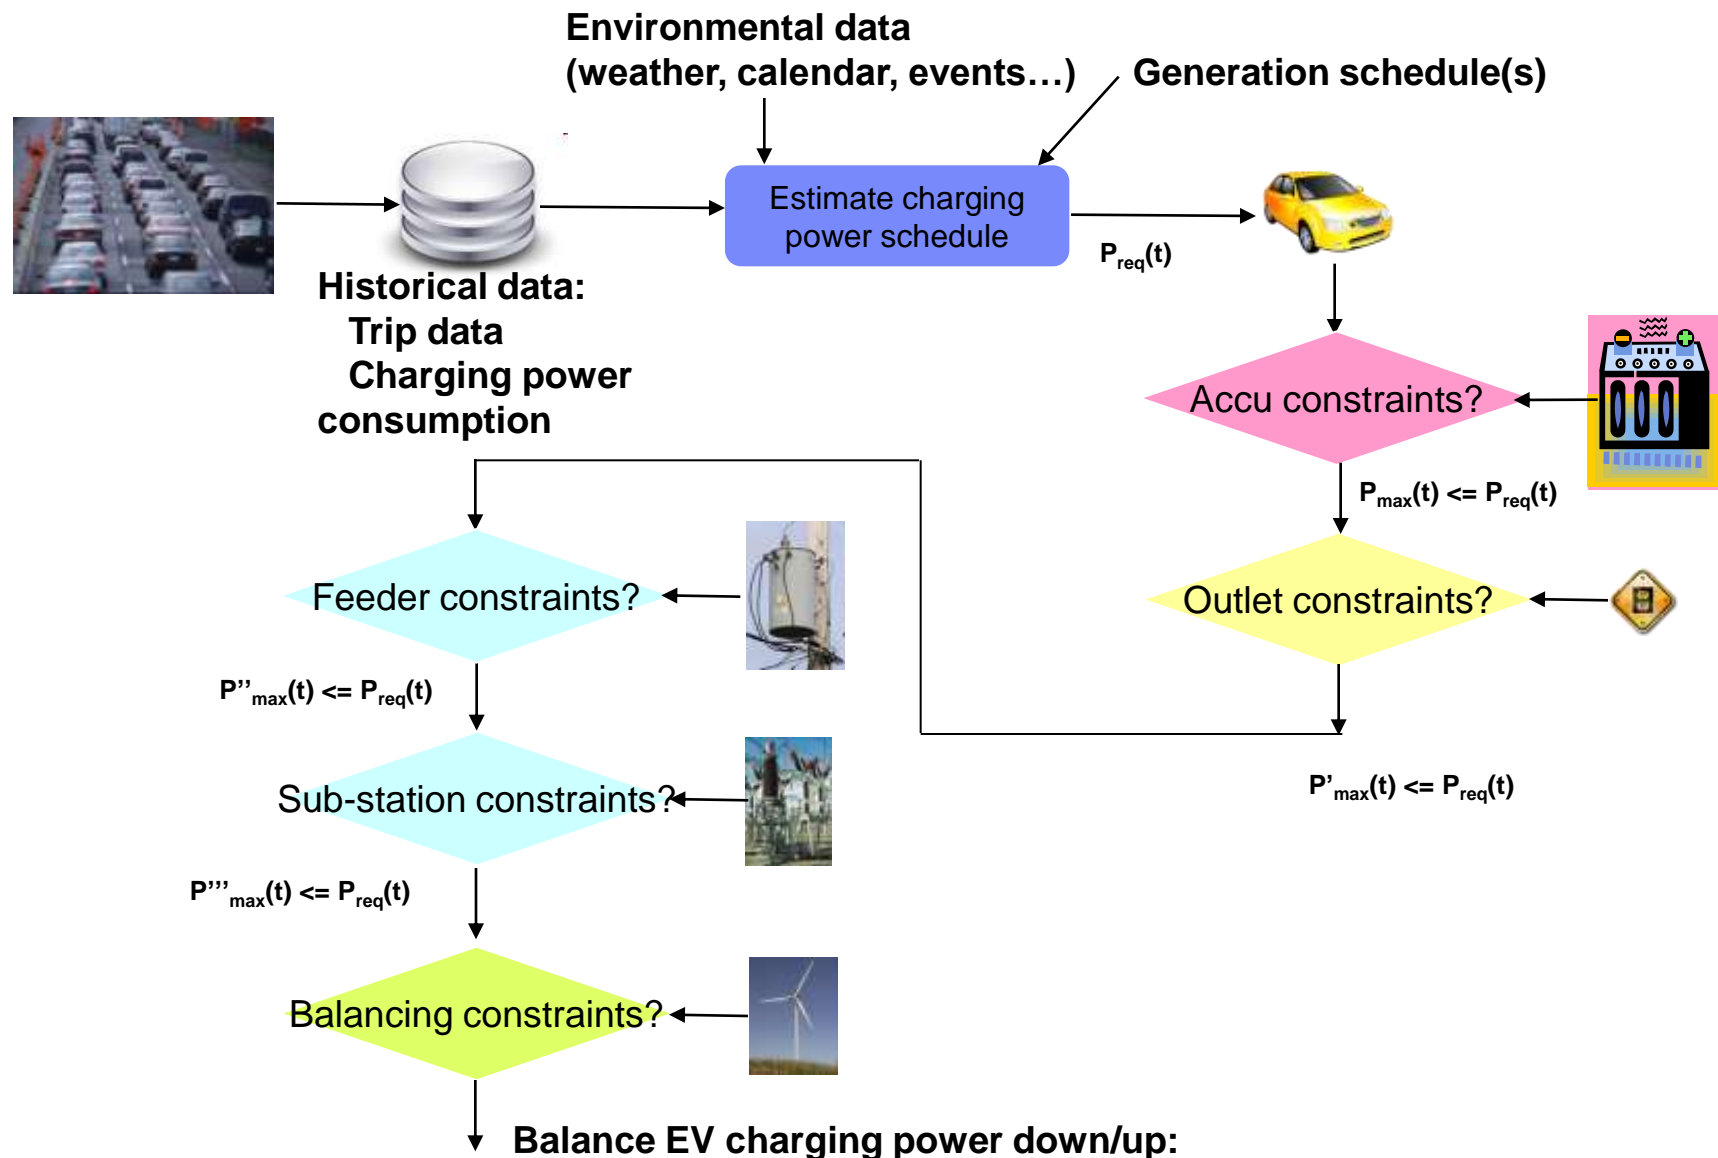 Environmental data
(weather, calendar, events…)
Generation schedule(s)
Estimate charging
power schedule
Preq(t)
Historical data:
Trip data
Charging power
consumption
Accu constraints?
Pmax(t) <= Preq(t)
Outlet constraints?
P’max(t) <= Preq(t)
Feeder constraints?
P’’max(t) <= Preq(t)
Sub-station constraints?
P’’’max(t) <= Preq(t)
Balancing constraints?
Balance EV charging power down/up: